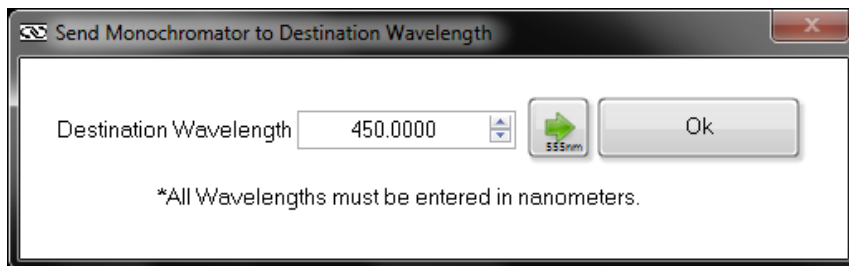 Send Monochromator to Destination Wavelength
Destination Wavelength 450.0000 555nm Ok
*All Wavelengths must be entered in nanometers.